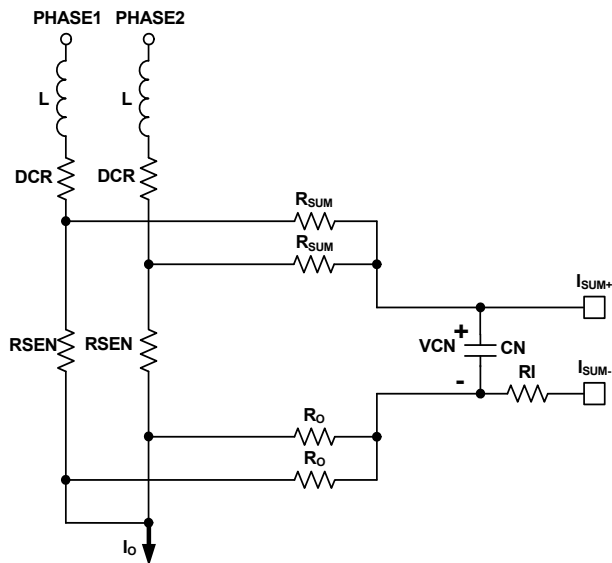 PHASE1 PHASE2
L
L
DCR
DCR
RSUM
RSUM
ISUM+
RSEN
RSEN
+
VCN
CN
-
RI
ISUM-
RO
RO
IO